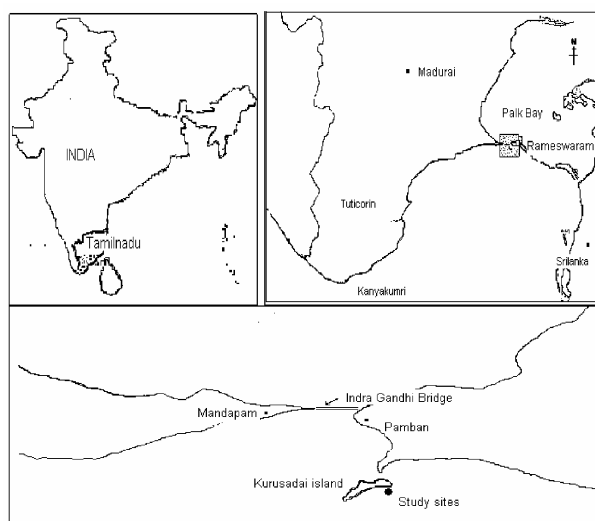 INDIA
Tamilnadu
N
Madurai
Palk Bay
Rameswaram
Tuticorin
Srilanka
Kanyakumri
Indra Gandhi Bridge
Mandapam
Pamban
Kurusadai island
Study sites